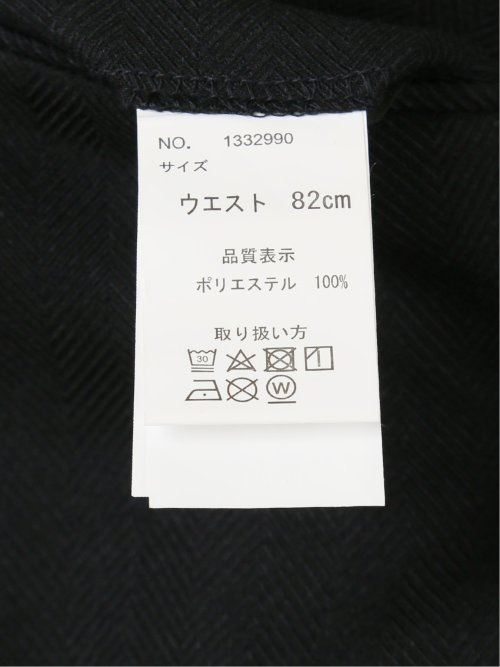 NO. 1332990
サイズ
ウエスト 82cm
品質表示
ポリエステル 100%
取り扱い方
30
W